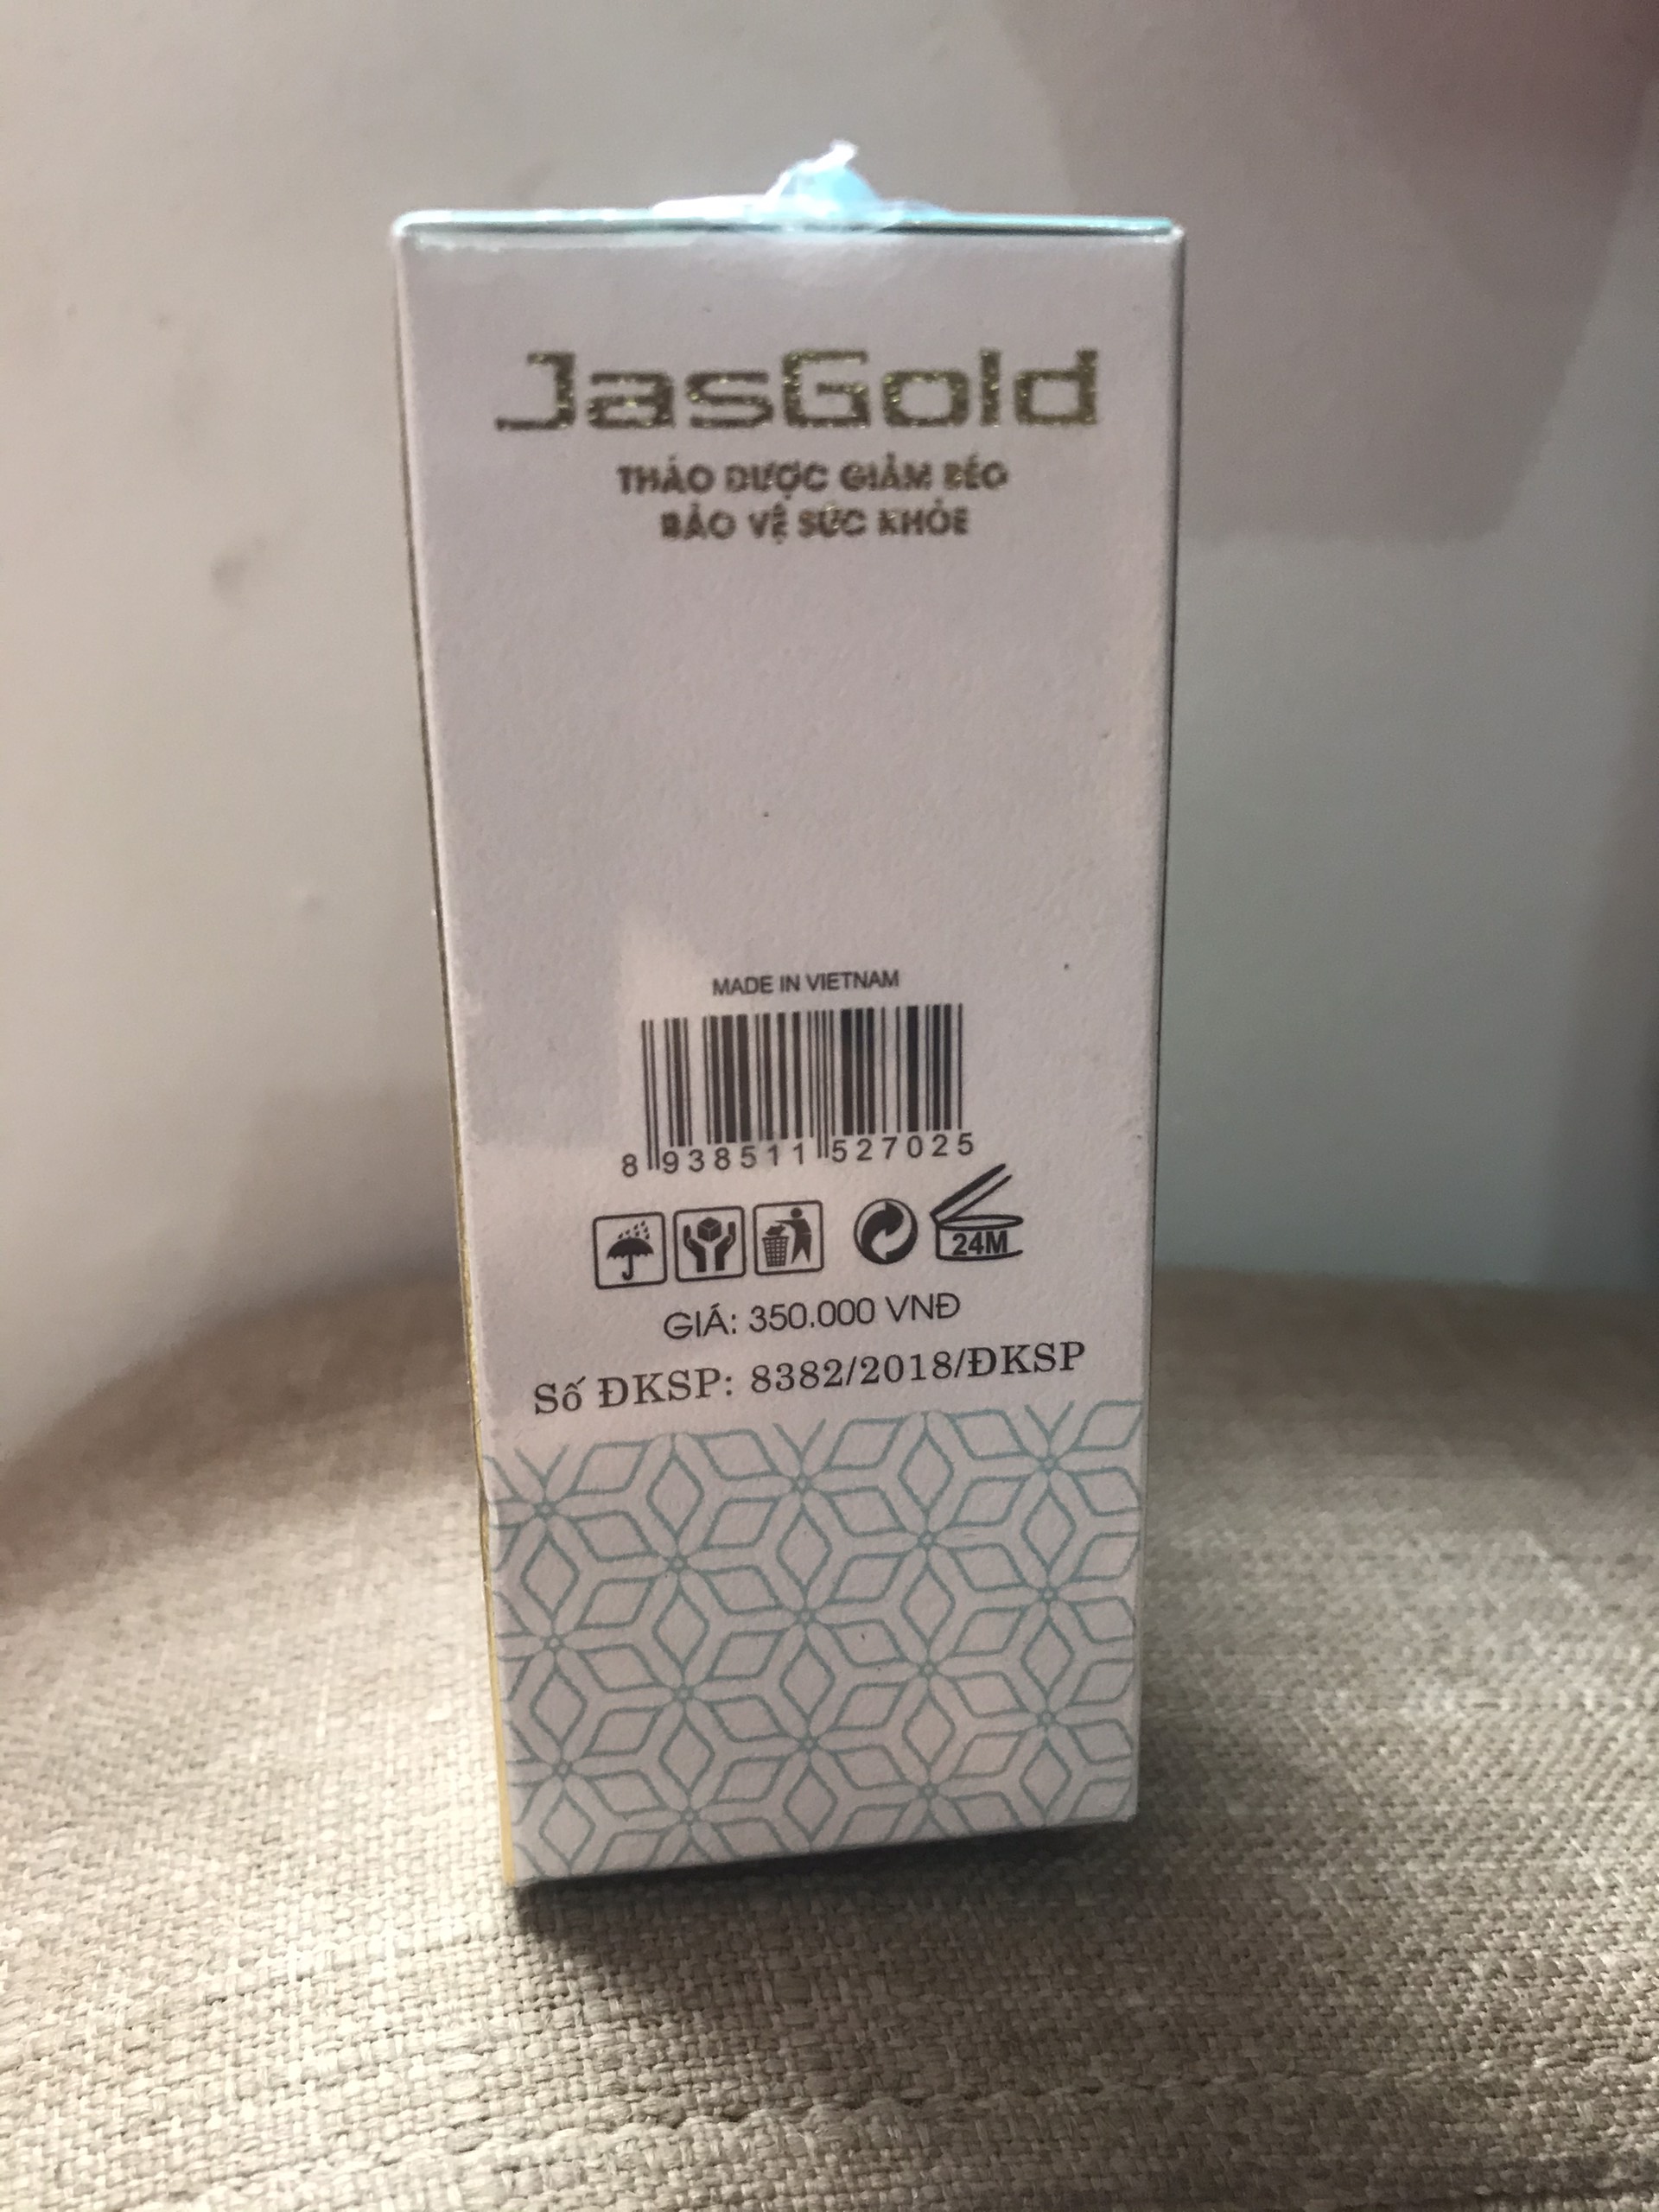 JasGold
THẢO DƯỢC GIẢM BÉO
BẢO VỆ SỨC KHỎE
MADE IN VIETNAM
8 938511 527025
24M
GIÁ: 350.000 VNĐ
Số ĐKSP: 8382/2018/ĐKSP